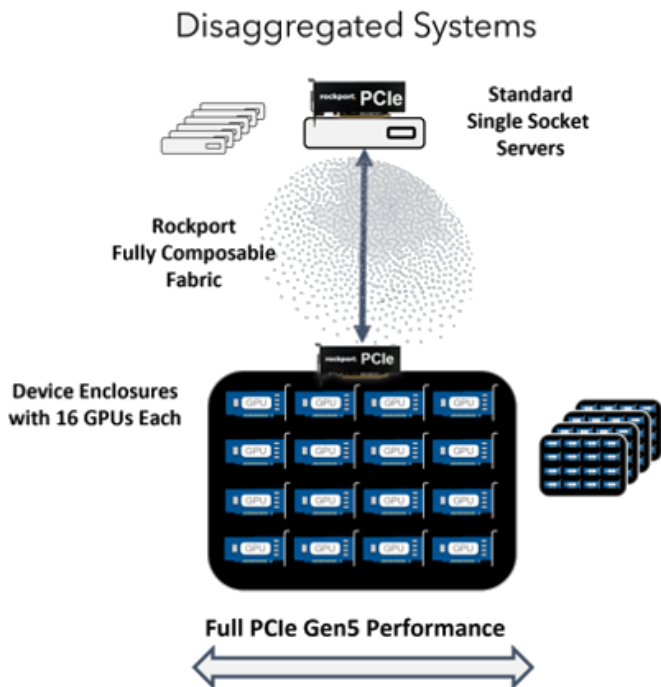 Disaggregated Systems
rockport PCIe
Standard
Single Socket
Servers
Rockport
Fully Composable
Fabric
rockport PCIe
Device Enclosures
with 16 GPUs Each
GPU GPU GPU GPU
GPU GPU GPU GPU
GPU GPU GPU GPU
GPU GPU GPU GPU
Full PCIe Gen5 Performance